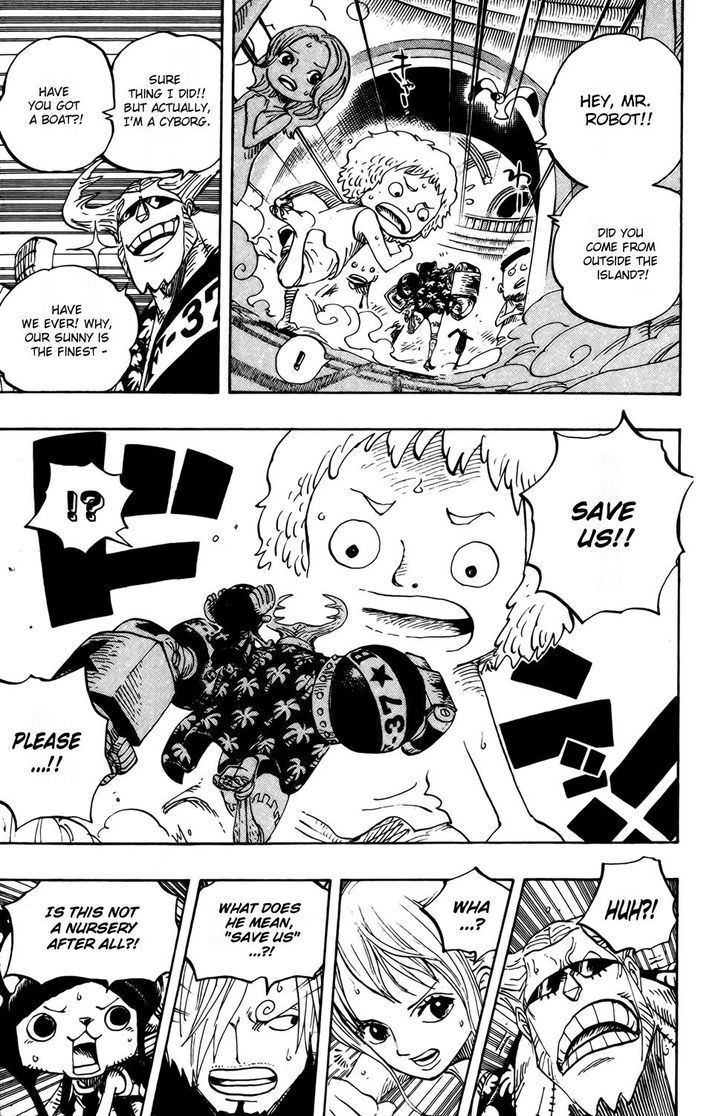 HEY, MR.
ROBOT!!
DID YOU
COME FROM
OUTSIDE THE
ISLAND?!
!
SURE
THING I DID!!
BUT ACTUALLY,
I'M A CYBORG.
HAVE
YOU GOT
A BOAT?!
HAVE
WE EVER! WHY,
OUR SUNNY IS
THE FINEST -
-37
SAVE
US!!
!?
-37★
PLEASE
...!!
HUH?!
WHA
...?
WHAT DOES
HE MEAN,
"SAVE US"
...?!
IS THIS NOT
A NURSERY
AFTER ALL?!